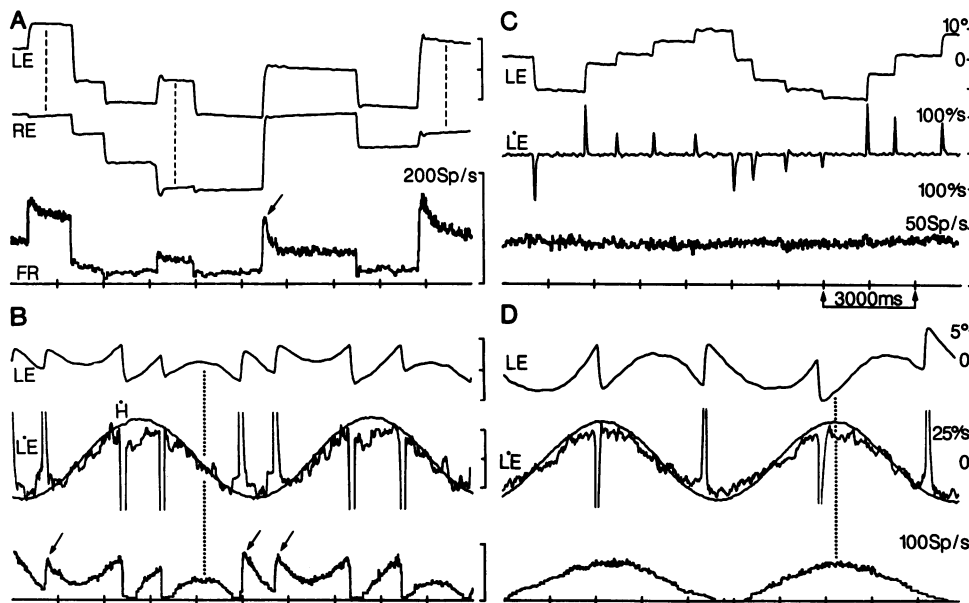 A
LE
RE
200Sp/s
FR
C
10°
0
LE
100°/s
L̇E
100°/s
50Sp/s
3000ms
B
LE
Ḣ
L̇E
D
5°
LE
0
25°/s
L̇E
0
100Sp/s